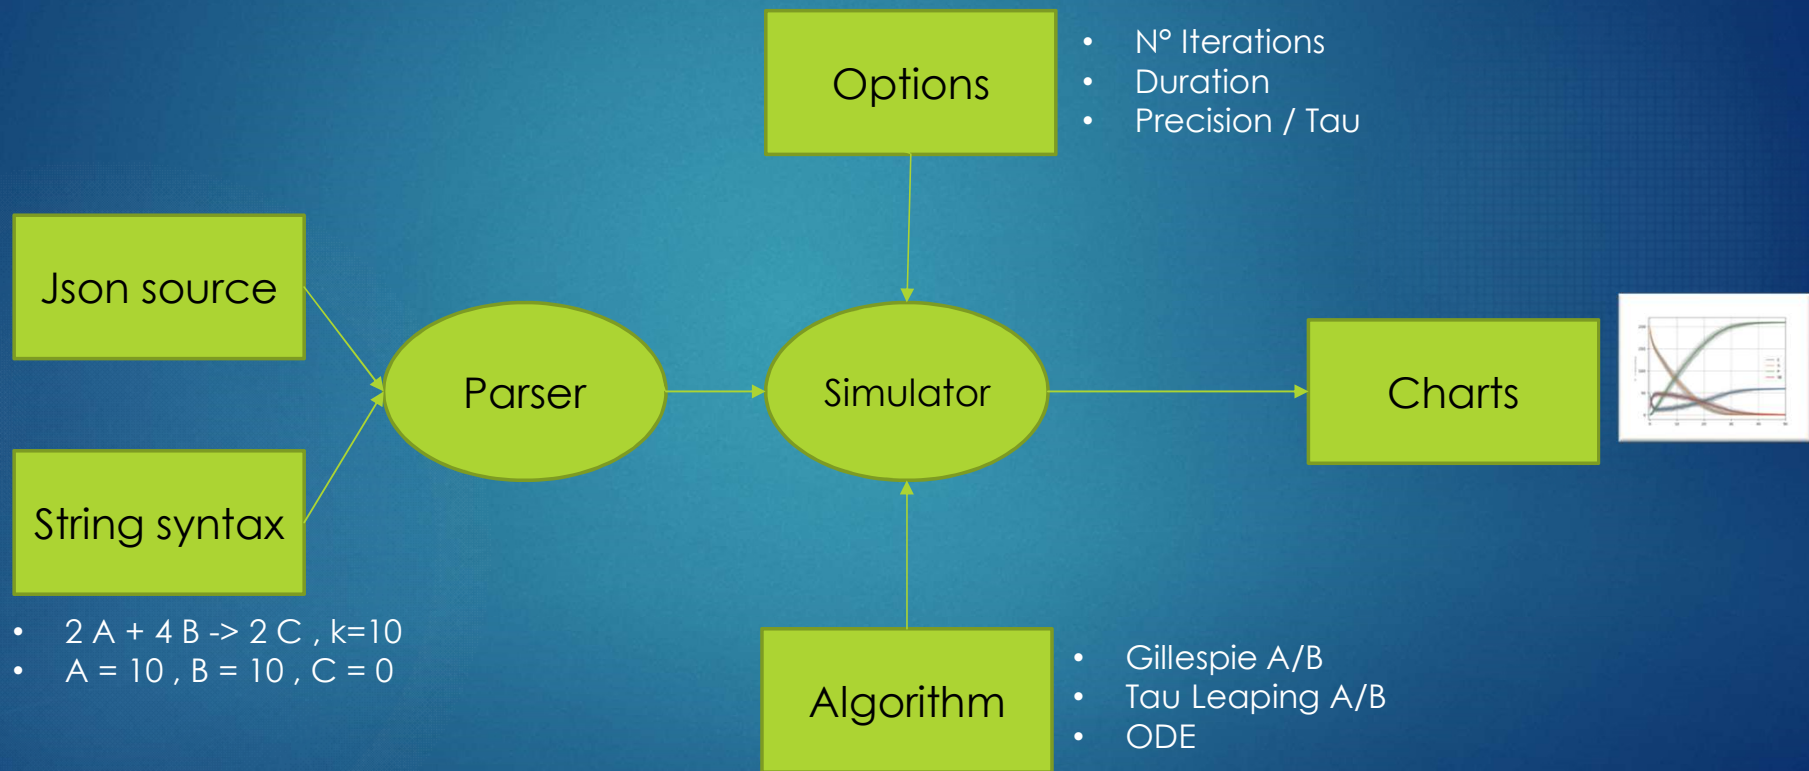 Options
• N° Iterations
• Duration
• Precision / Tau
Json source
String syntax
• 2 A + 4 B -> 2 C , k=10
• A = 10 , B = 10 , C = 0
Parser
Simulator
Charts
Algorithm
• Gillespie A/B
• Tau Leaping A/B
• ODE